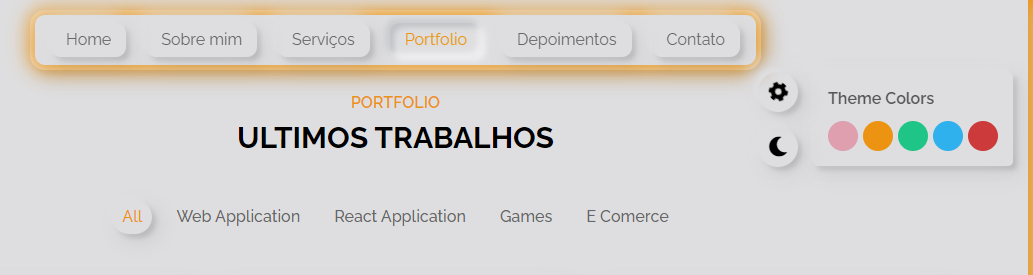 Home Sobre mim Serviços Portfolio Depoimentos Contato
Theme Colors
PORTFOLIO
ULTIMOS TRABALHOS
All Web Application React Application Games E Comerce